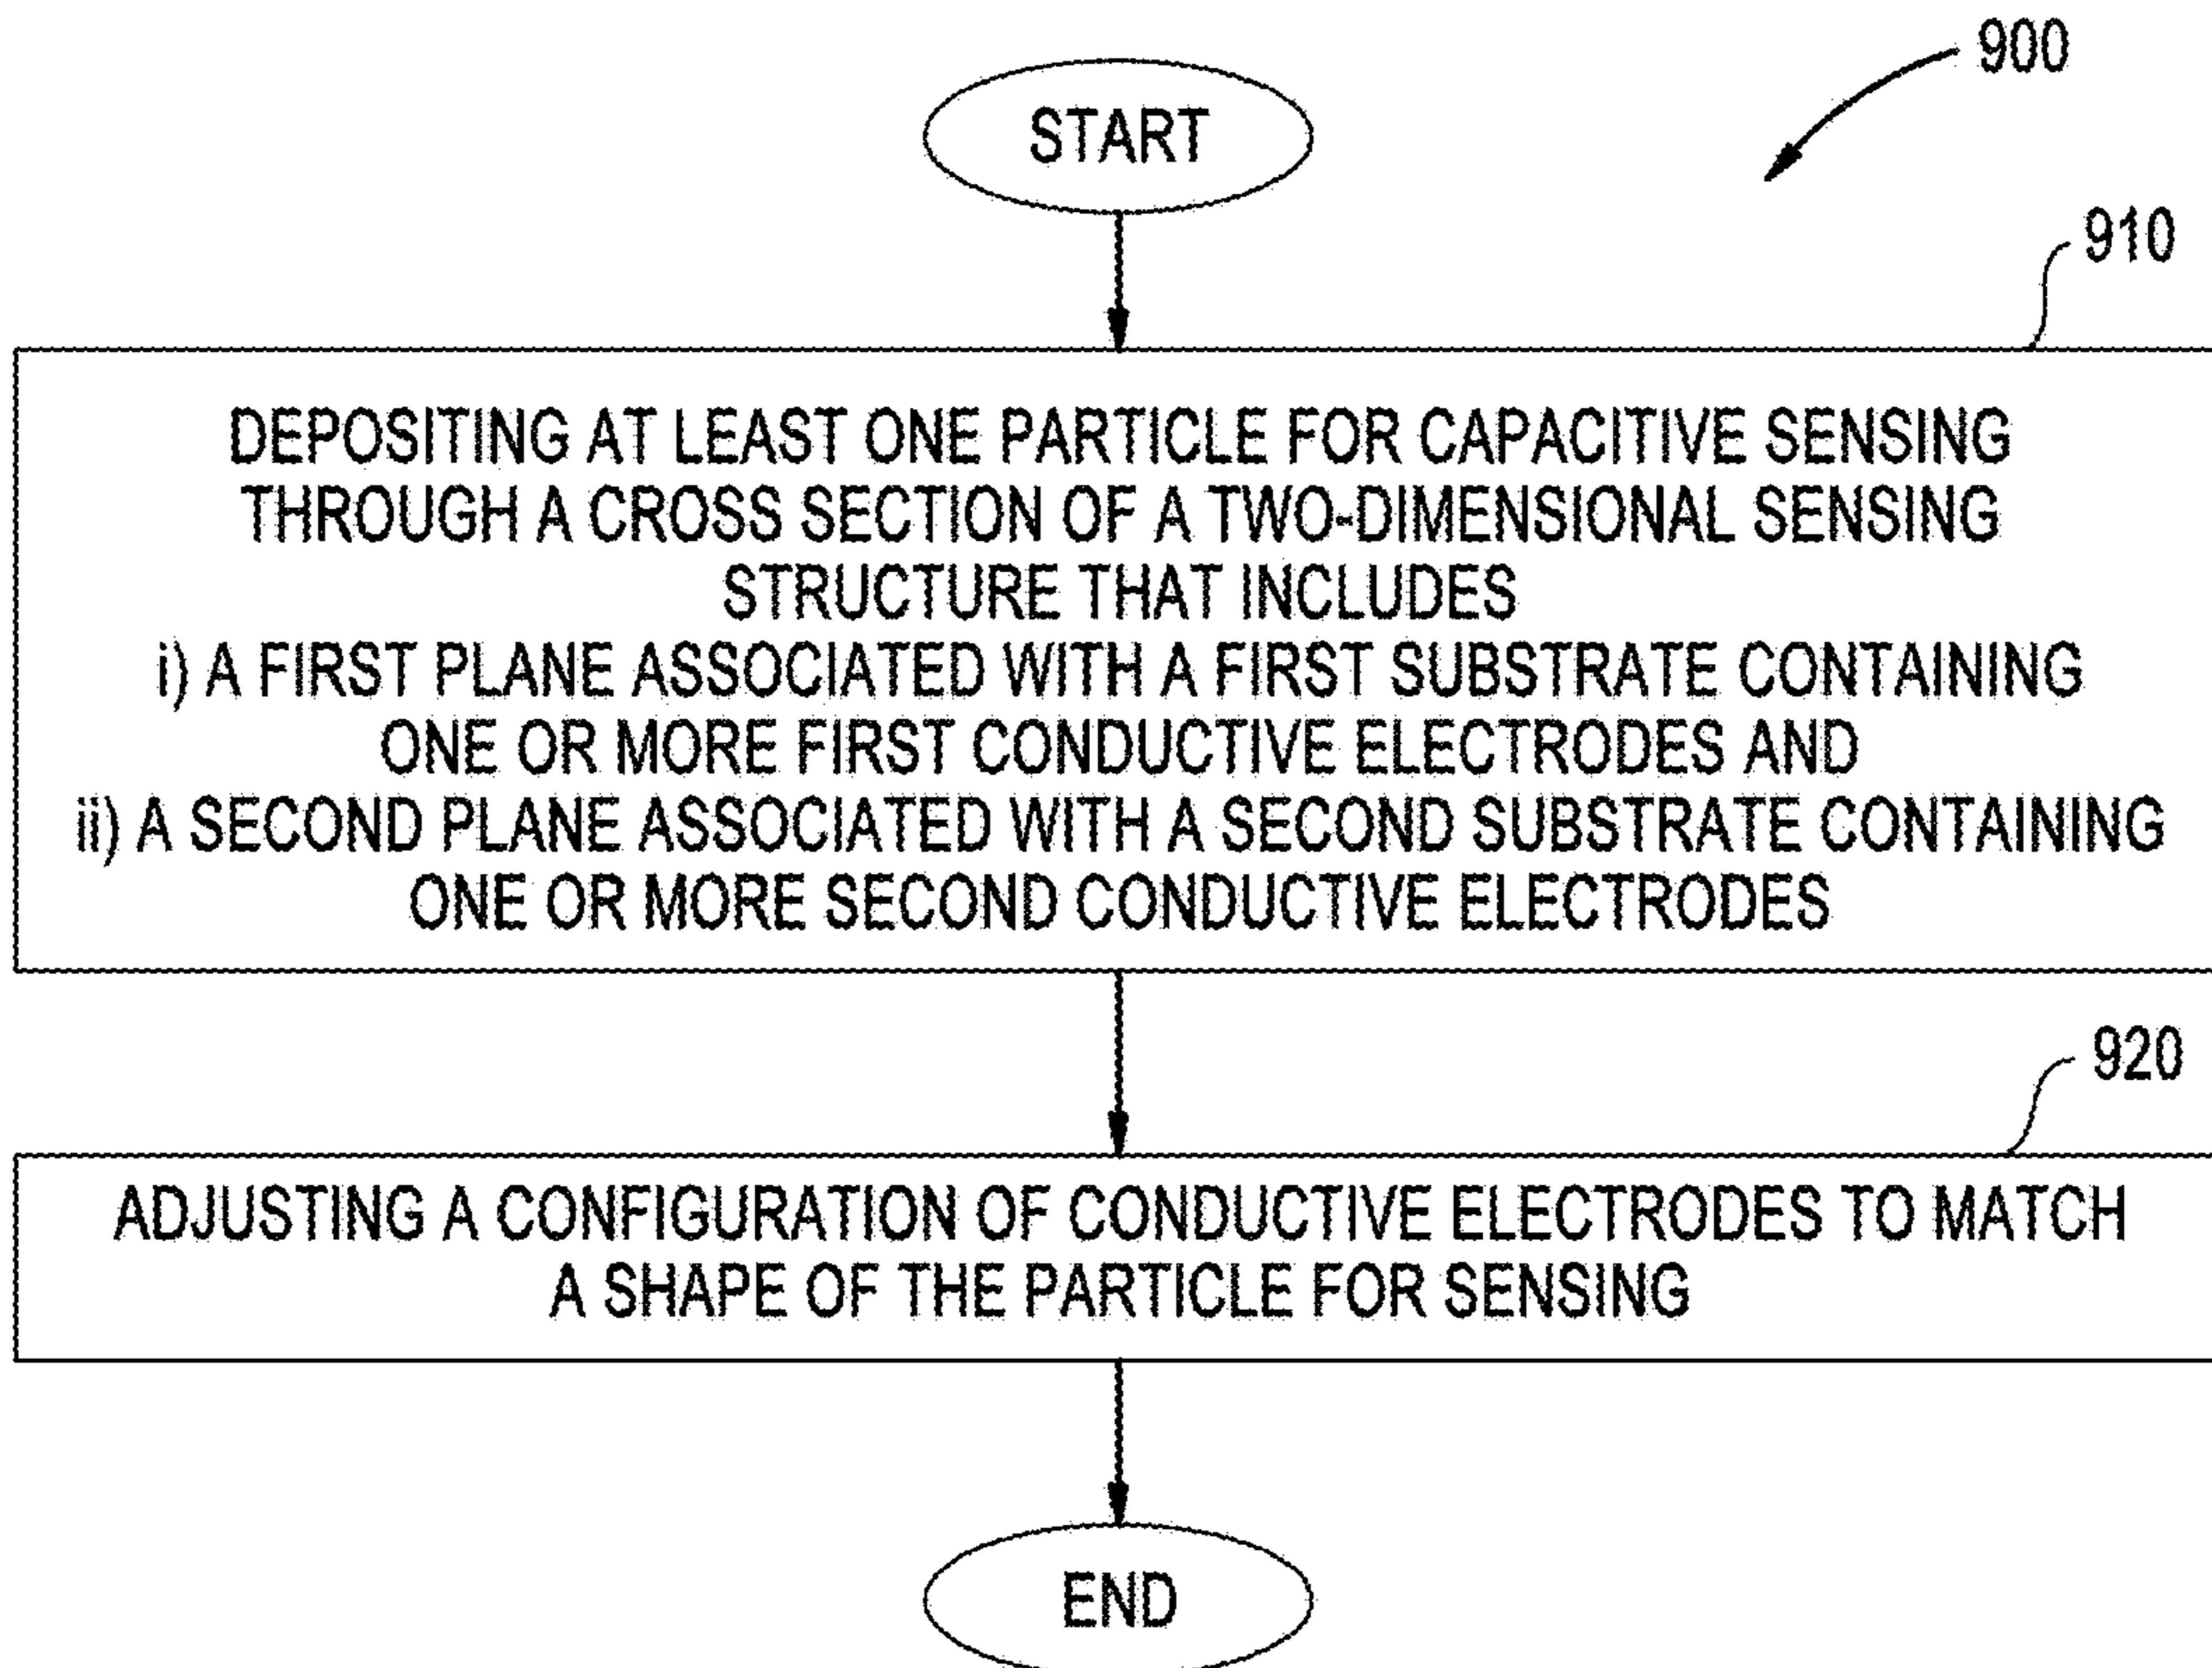 900
START
910
DEPOSITING AT LEAST ONE PARTICLE FOR CAPACITIVE SENSING
THROUGH A CROSS SECTION OF A TWO-DIMENSIONAL SENSING
STRUCTURE THAT INCLUDES
i) A FIRST PLANE ASSOCIATED WITH A FIRST SUBSTRATE CONTAINING
ONE OR MORE FIRST CONDUCTIVE ELECTRODES AND
ii) A SECOND PLANE ASSOCIATED WITH A SECOND SUBSTRATE CONTAINING
ONE OR MORE SECOND CONDUCTIVE ELECTRODES
920
ADJUSTING A CONFIGURATION OF CONDUCTIVE ELECTRODES TO MATCH
A SHAPE OF THE PARTICLE FOR SENSING
END